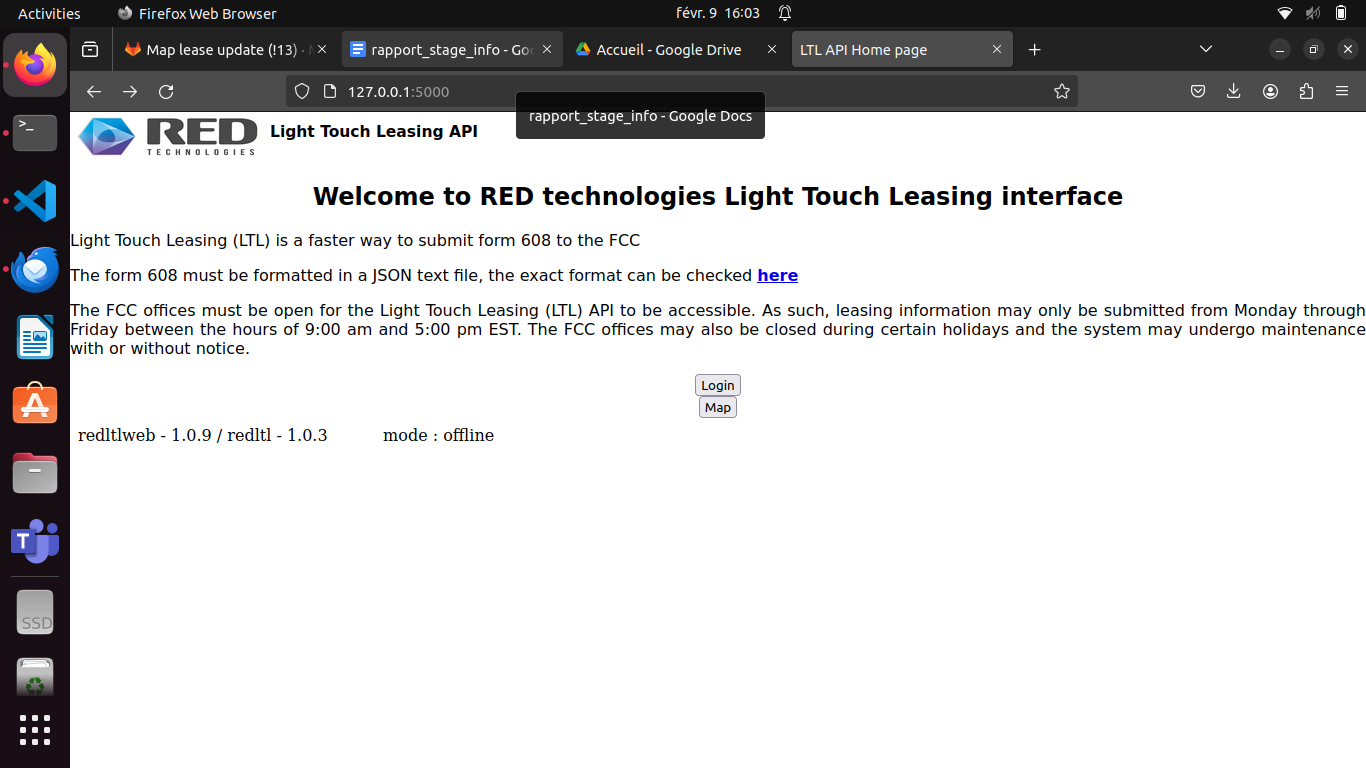 Activities
Firefox Web Browser
févr. 9 16:03
Map lease update (!13) ·
rapport_stage_info - Go
Accueil - Google Drive
LTL API Home page
127.0.0.1:5000
rapport_stage_info - Google Docs
RED
TECHNOLOGIES
Light Touch Leasing API
Welcome to RED technologies Light Touch Leasing interface
Light Touch Leasing (LTL) is a faster way to submit form 608 to the FCC
The form 608 must be formatted in a JSON text file, the exact format can be checked here
The FCC offices must be open for the Light Touch Leasing (LTL) API to be accessible. As such, leasing information may only be submitted from Monday through
Friday between the hours of 9:00 am and 5:00 pm EST. The FCC offices may also be closed during certain holidays and the system may undergo maintenance
with or without notice.
Login
Map
redltlweb - 1.0.9 / redltl - 1.0.3 mode : offline
>_
T
SSD